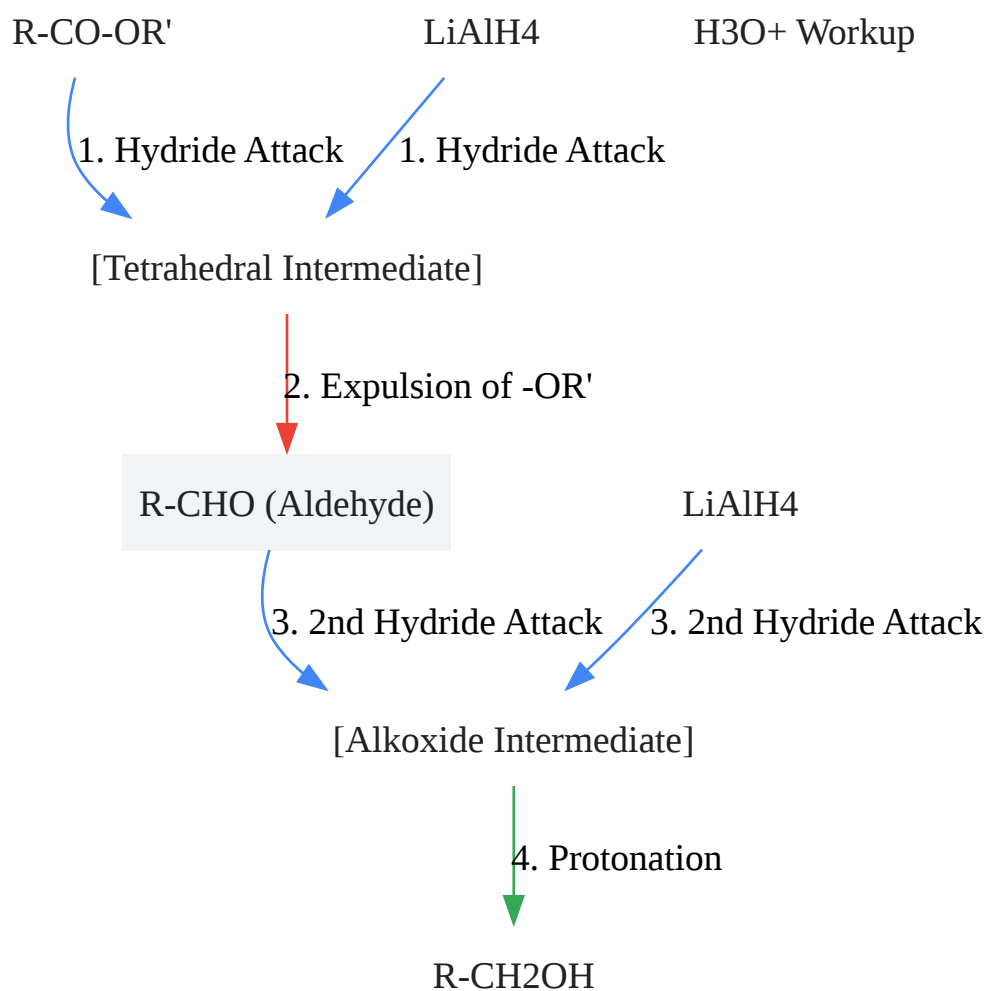 R-CO-OR'
LiAlH4
H3O+ Workup
1. Hydride Attack
1. Hydride Attack
[Tetrahedral Intermediate]
2. Expulsion of -OR'
R-CHO (Aldehyde)
LiAlH4
3. 2nd Hydride Attack
3. 2nd Hydride Attack
[Alkoxide Intermediate]
4. Protonation
R-CH2OH